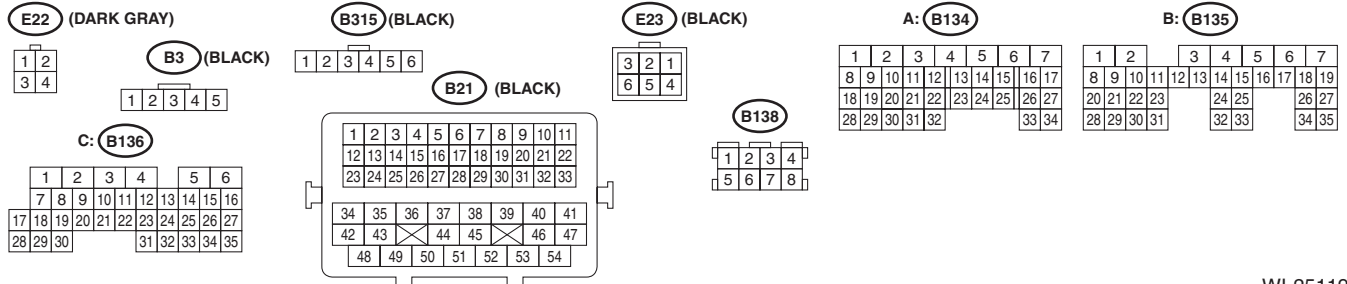 E22 (DARK GRAY)
1 2
3 4
B3 (BLACK)
1 2 3 4 5
B315 (BLACK)
1 2 3 4 5 6
E23 (BLACK)
3 2 1
6 5 4
A: B134
1 2 3 4 5 6 7
8 9 10 11 12 13 14 15 16 17
18 19 20 21 22 23 24 25 26 27
28 29 30 31 32 33 34
B: B135
1 2 3 4 5 6 7
8 9 10 11 12 13 14 15 16 17 18 19
20 21 22 23 24 25 26 27
28 29 30 31 32 33 34 35
C: B136
1 2 3 4 5 6
7 8 9 10 11 12 13 14 15 16
17 18 19 20 21 22 23 24 25 26 27
28 29 30 31 32 33 34 35
B21 (BLACK)
1 2 3 4 5 6 7 8 9 10 11
12 13 14 15 16 17 18 19 20 21 22
23 24 25 26 27 28 29 30 31 32 33
34 35 36 37 38 39 40 41
42 43 44 45 46 47
48 49 50 51 52 53 54
B138
1 2 3 4
5 6 7 8